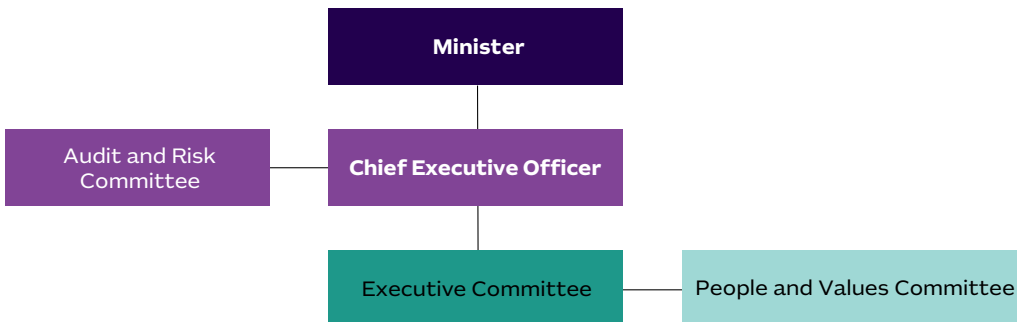 Minister
Audit and Risk
Committee
Chief Executive Officer
Executive Committee
People and Values Committee